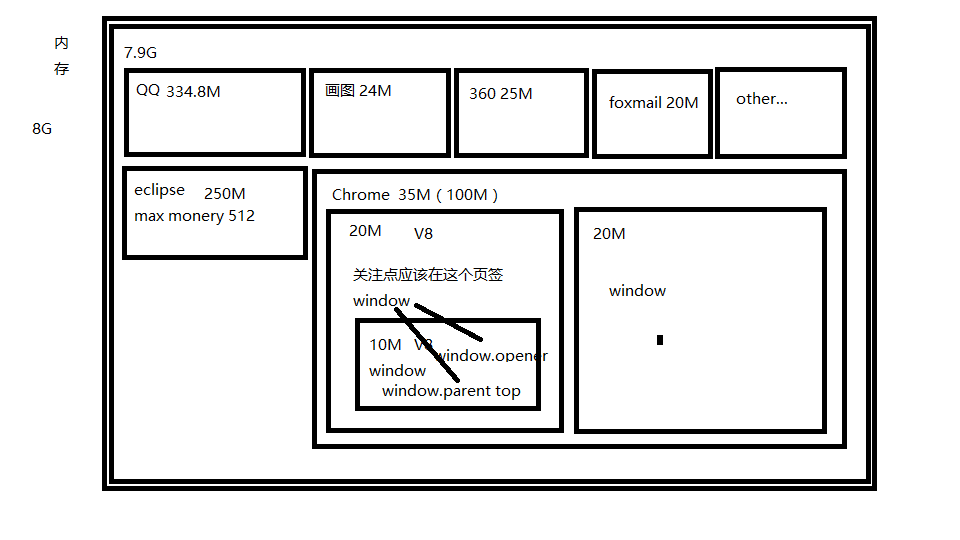 内
存
8G
7.9G
QQ 334.8M
画图 24M
360 25M
foxmail 20M
other...
eclipse 250M
max monery 512
Chrome 35M（100M）
20M V8
关注点应该在这个页签
window
10M V8
window.opener
window
window.parent top
20M
window